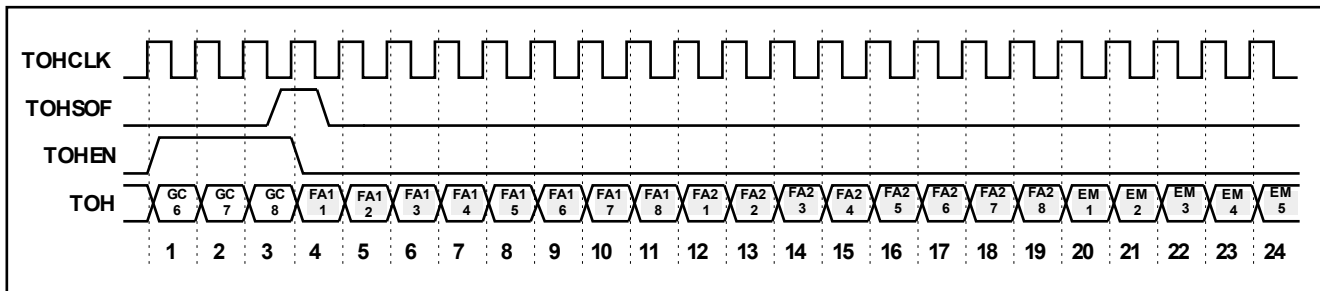 TOHCLK
TOHSOF
TOHEN
TOH GC 6 GC 7 GC 8 FA1 1 FA1 2 FA1 3 FA1 4 FA1 5 FA1 6 FA1 7 FA1 8 FA2 1 FA2 2 FA2 3 FA2 4 FA2 5 FA2 6 FA2 7 FA2 8 EM 1 EM 2 EM 3 EM 4 EM 5
1 2 3 4 5 6 7 8 9 10 11 12 13 14 15 16 17 18 19 20 21 22 23 24